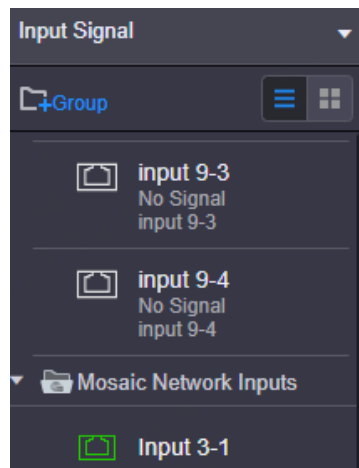 Input Signal
+Group
input 9-3
No Signal
input 9-3
input 9-4
No Signal
input 9-4
Mosaic Network Inputs
Input 3-1